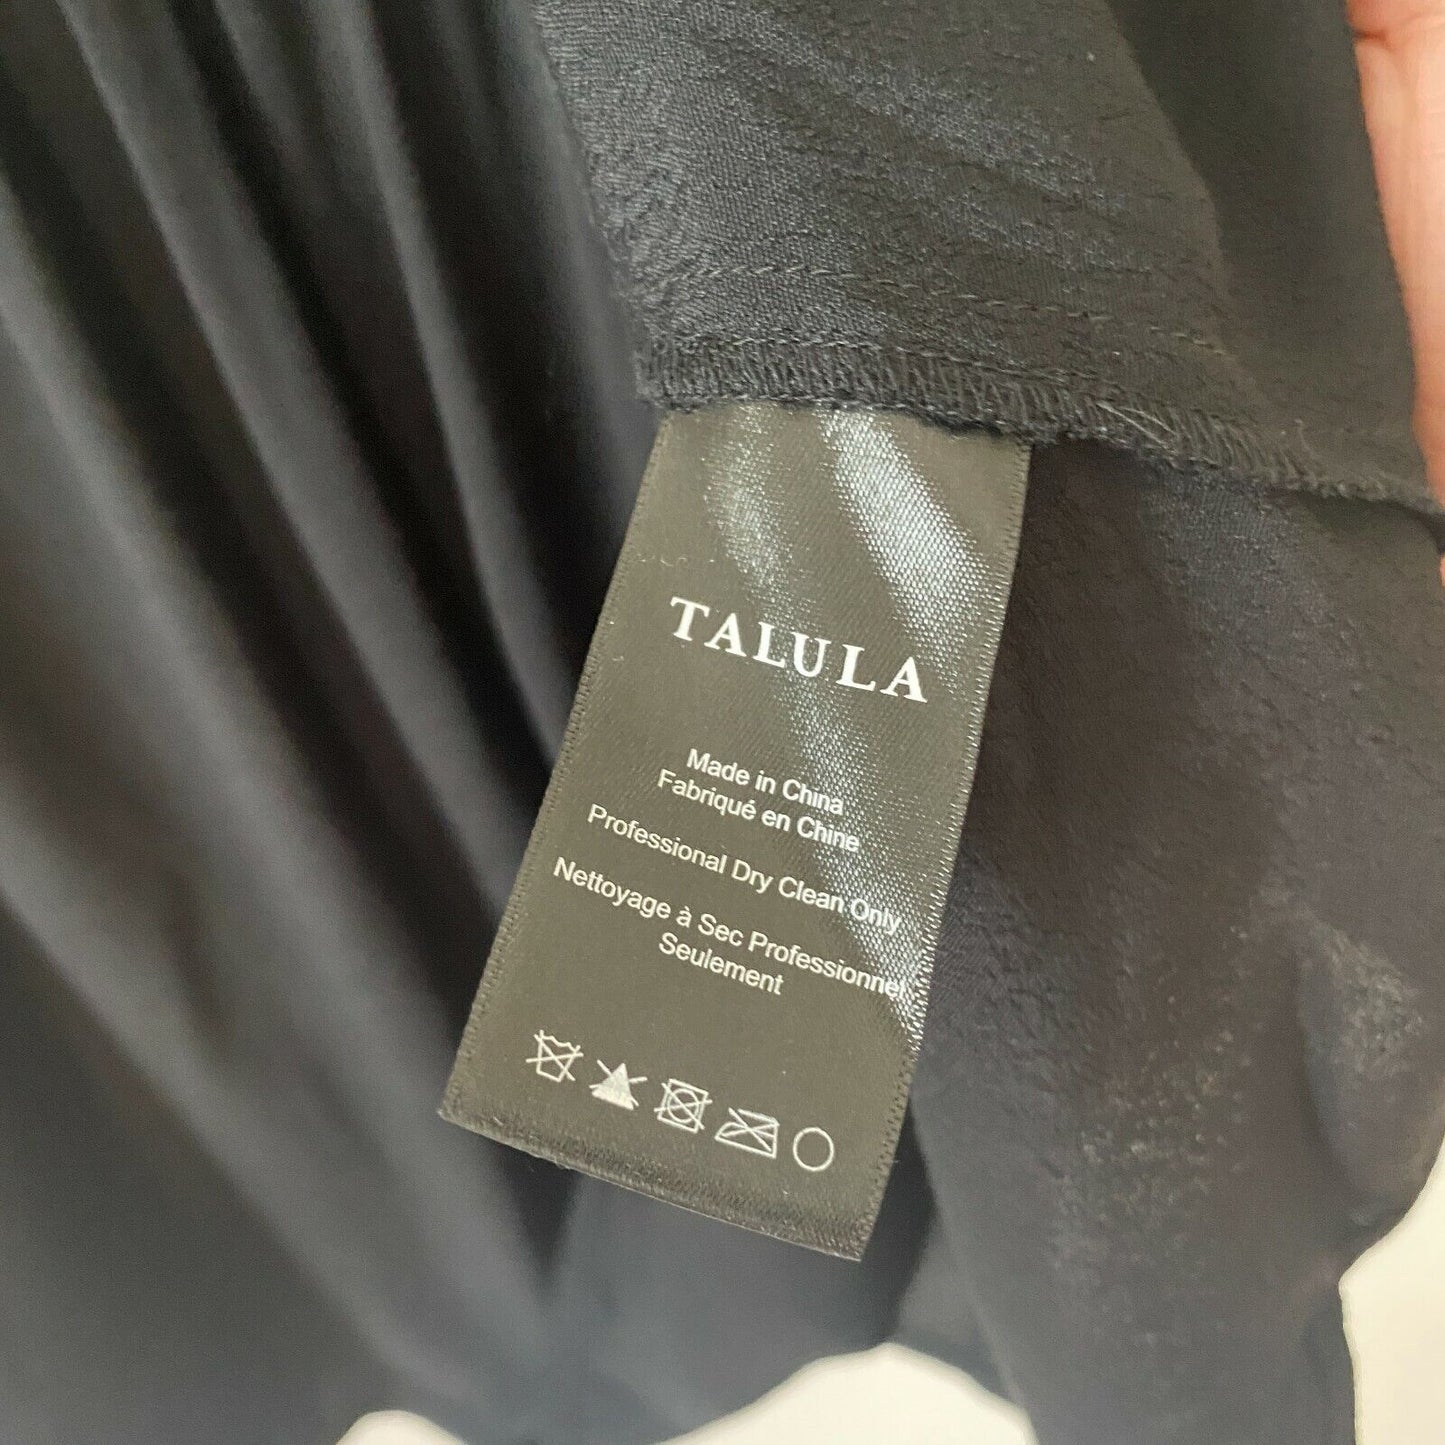 TALULA
Made in China
Fabriqué en Chine
Professional Dry Clean Only
Nettoyage à Sec Professionnel
Seulement